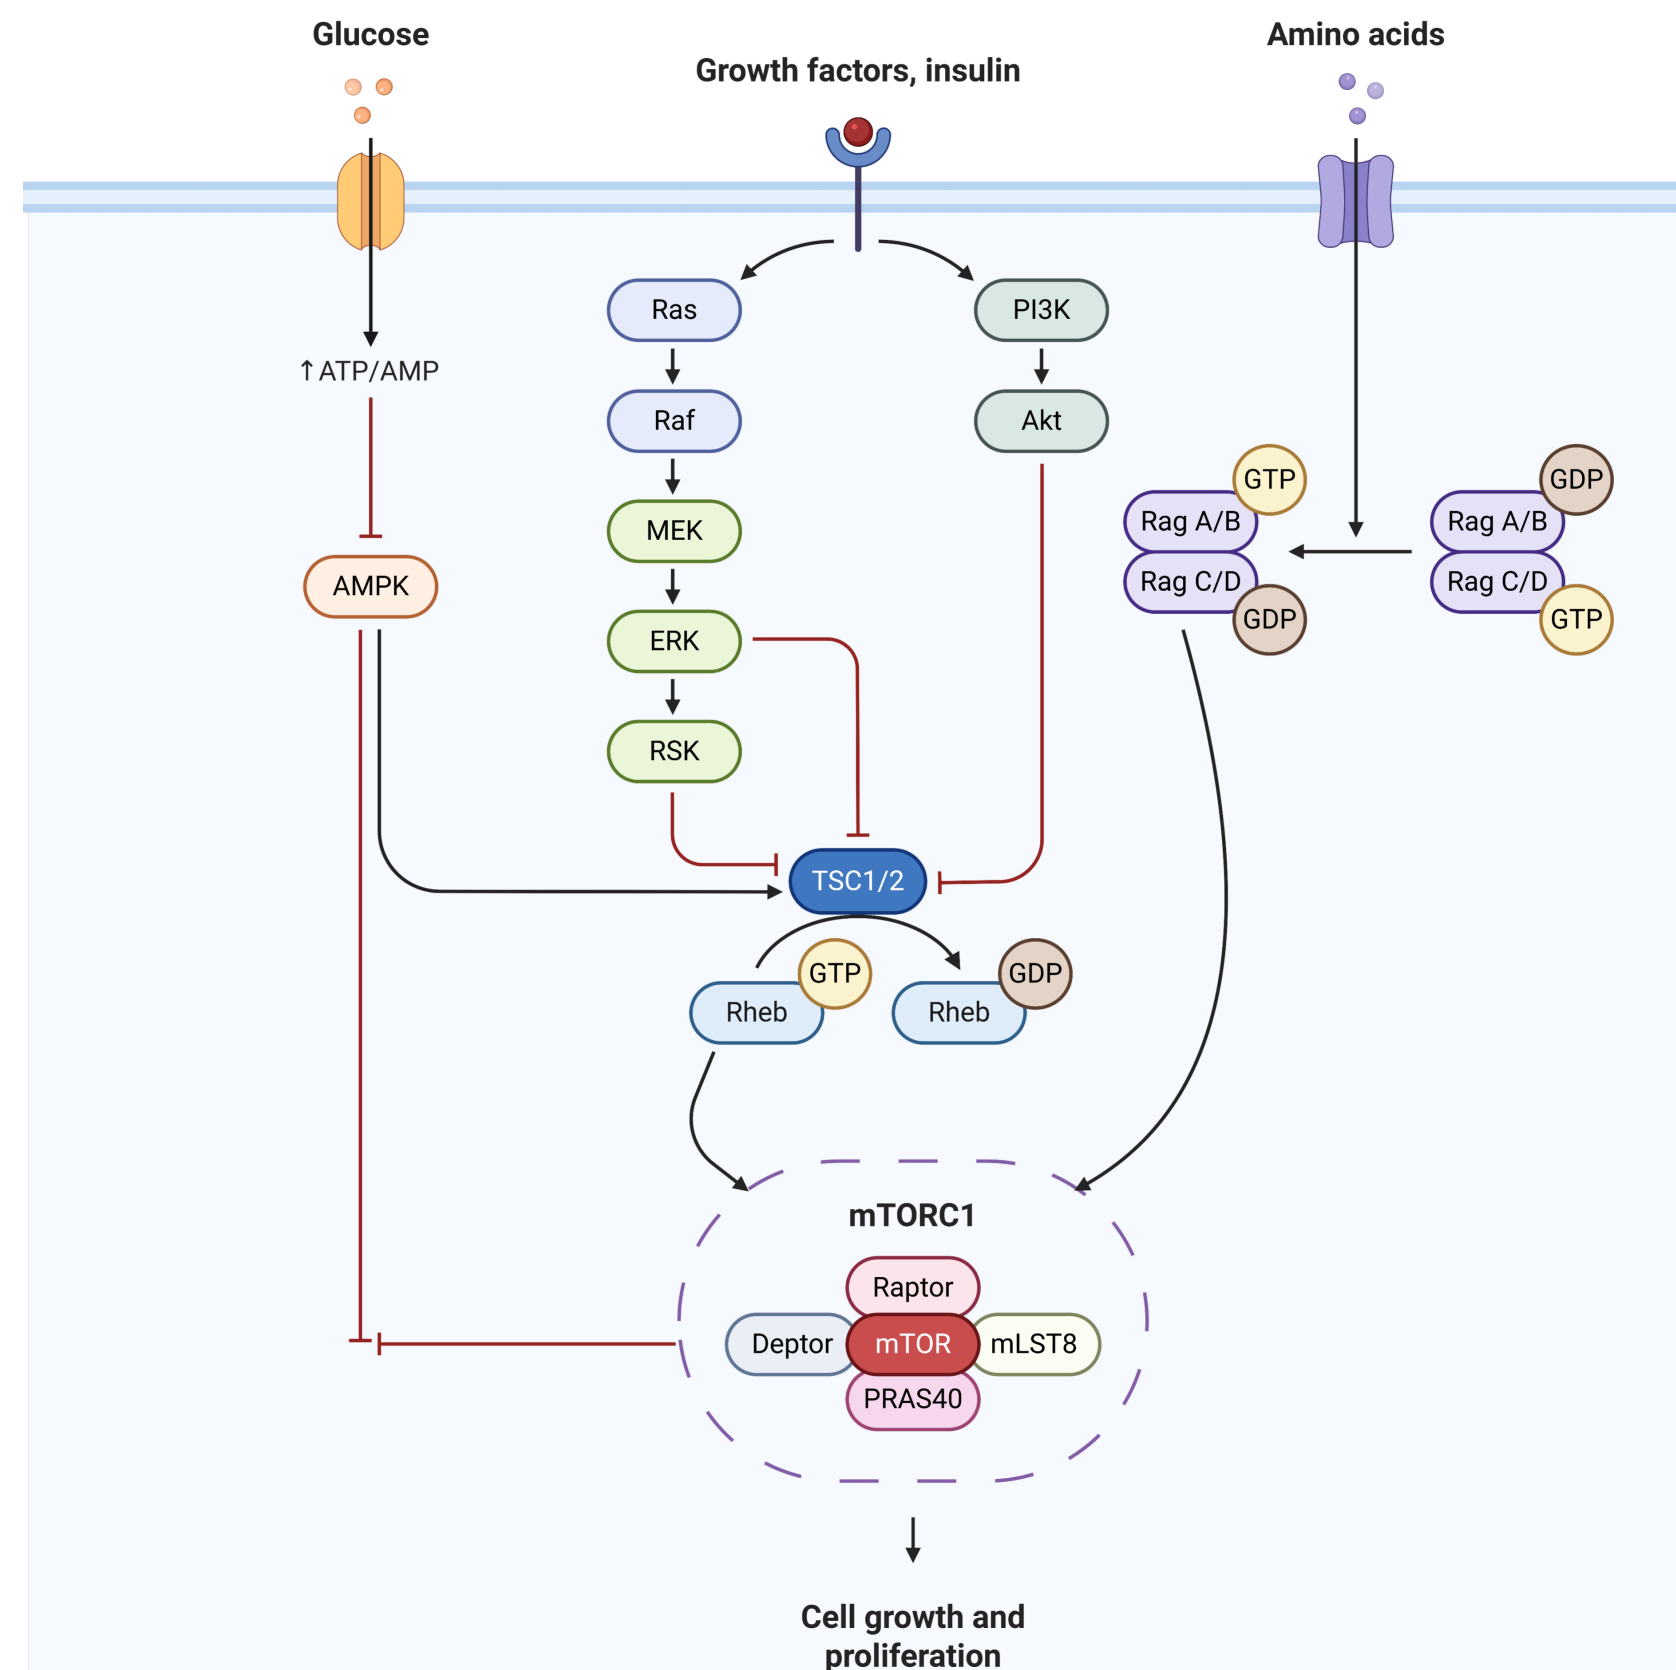 Glucose
Growth factors, insulin
Amino acids
Ras
PI3K
↑ATP/AMP
Raf
Akt
GTP
GDP
Rag A/B
Rag A/B
MEK
AMPK
Rag C/D
Rag C/D
GDP
GTP
ERK
RSK
TSC1/2
GTP
GDP
Rheb
Rheb
mTORC1
Raptor
Deptor
mTOR
mLST8
PRAS40
Cell growth and
proliferation